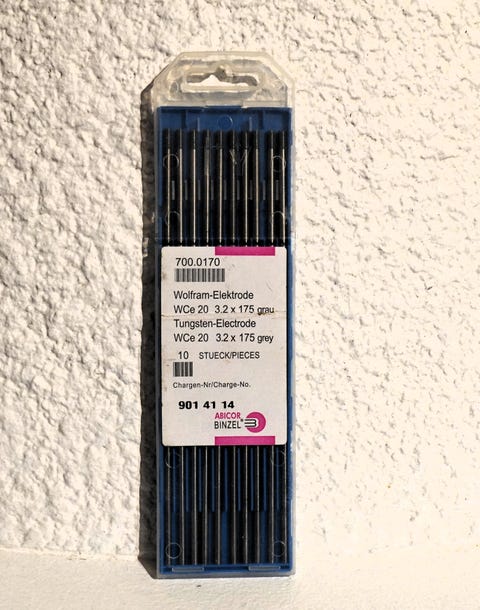 700.0170
Wolfram-Elektrode
WCe 20 3.2 x 175 grau
Tungsten-Electrode
WCe 20 3.2 x 175 grey
10 STUECK/PIECES
Chargen-Nr/Charge-No.
901 41 14
ABICOR
BINZEL®